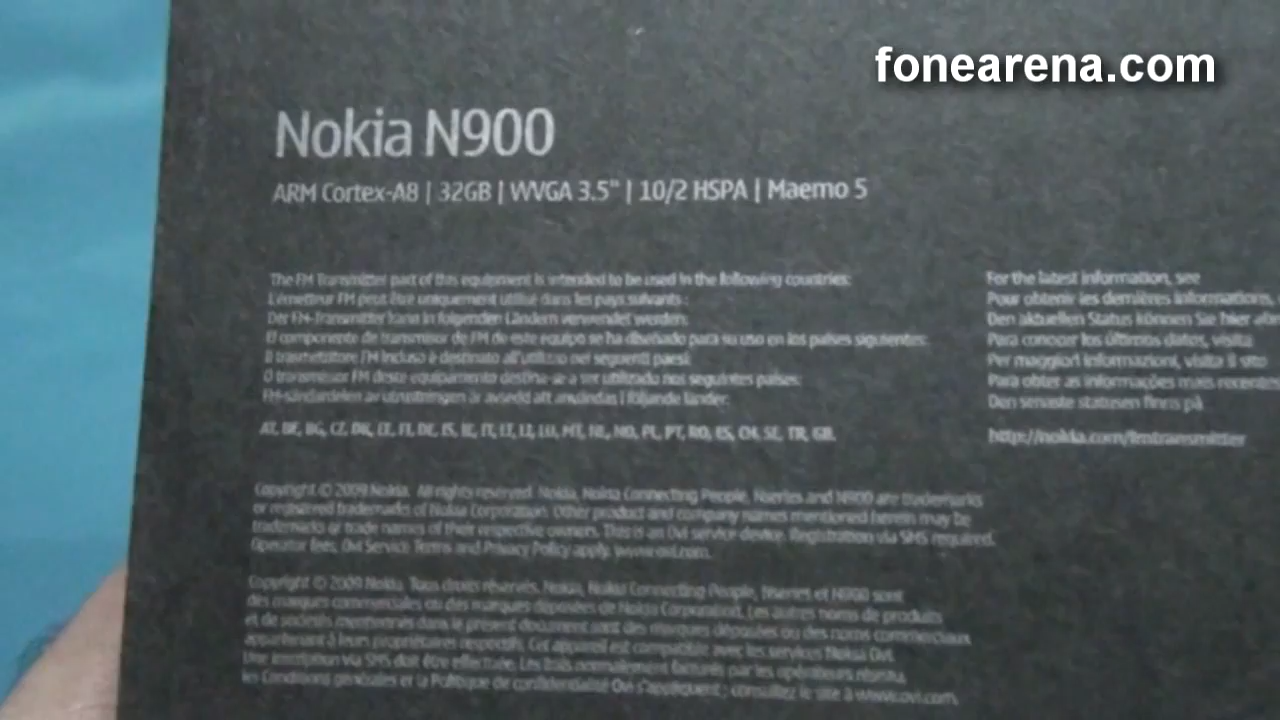 fonearena.com
Nokia N900
ARM Cortex-A8 | 32GB | WVGA 3.5" | 10/2 HSPA | Maemo 5
The FM Transmitter part of this equipment is intended to be used in the following countries:
L'émetteur FM peut être uniquement utilisé dans les pays suivants :
Der FM-Transmitter kann in folgenden Ländern verwendet werden:
El componente de transmisor de FM de este equipo se ha diseñado para su uso en los países siguientes:
Il trasmettitore FM incluso è destinato all'utilizzo nei seguenti paesi:
O transmissor FM deste equipamento destina-se a ser utilizado nos seguintes países:
FM-sändardelen av utrustningen är avsedd att användas i följande länder:
AT, BE, BG, CZ, DK, EE, FI, DE, IS, IE, IT, LT, LI, LU, MT, NL, NO, PL, PT, RO, ES, CH, SE, TR, GB.
For the latest information, see
Pour obtenir les dernières informations,
Den aktuellen Status können Sie hier
Para conocer los últimos datos, visita
Per maggiori informazioni, visita il sito
Para obter as informações mais recentes
Den senaste statusen finns på
http://nokia.com/fmtransmitter
Copyright © 2009 Nokia. All rights reserved. Nokia, Nokia Connecting People, Nseries and N900 are trademarks
or registered trademarks of Nokia Corporation. Other product and company names mentioned herein may be
trademarks or trade names of their respective owners. This is an Ovi service device. Registration via SMS required.
Operator fees, Ovi Service Terms and Privacy Policy apply. www.ovi.com.
Copyright © 2009 Nokia. Tous droits réservés. Nokia, Nokia Connecting People, Nseries et N900 sont
des marques commerciales ou des marques déposées de Nokia Corporation. Les autres noms de produits
et de sociétés mentionnés dans le présent document sont des marques déposées ou des noms commerciaux
appartenant à leurs propriétaires respectifs. Cet appareil est compatible avec les services Nokia Ovi.
Une inscription via SMS doit être effectuée. Les frais normalement facturés par les opérateurs
les Conditions générales et la Politique de confidentialité Ovi s'appliquent ; consultez le site à www.ovi.com.